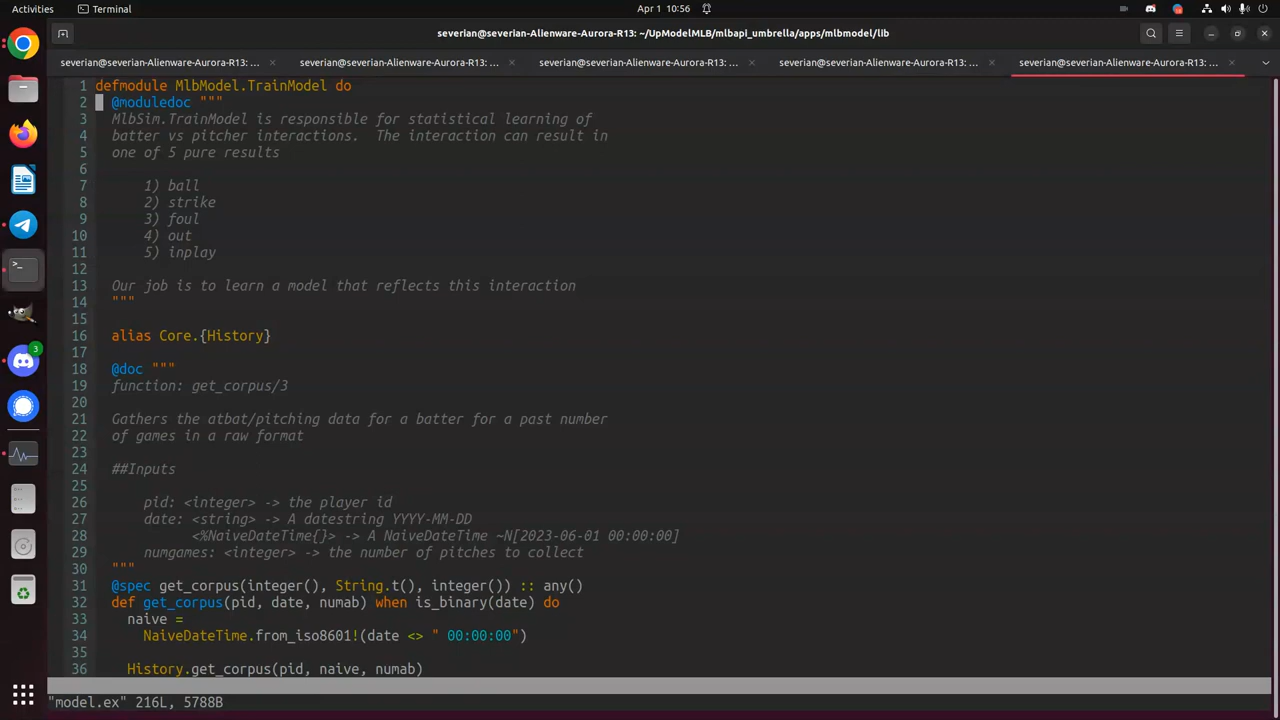 Activities
Terminal
Apr 1 10:56
severian@severian-Alienware-Aurora-R13: ~/UpModelMLB/mlbapi_umbrella/apps/mlbmodel/lib
severian@severian-Alienware-Aurora-R13: ~/...
severian@severian-Alienware-Aurora-R13: ~/...
severian@severian-Alienware-Aurora-R13: ~/...
severian@severian-Alienware-Aurora-R13: ~/...
severian@severian-Alienware-Aurora-R13: ~/...
1 defmodule MlbModel.TrainModel do
2   @moduledoc """
3   MlbSim.TrainModel is responsible for statistical learning of
4   batter vs pitcher interactions.  The interaction can result in
5   one of 5 pure results
6
7       1) ball
8       2) strike
9       3) foul
10       4) out
11       5) inplay
12
13   Our job is to learn a model that reflects this interaction
14   """
15
16   alias Core.{History}
17
18   @doc """
19   function: get_corpus/3
20
21   Gathers the atbat/pitching data for a batter for a past number
22   of games in a raw format
23
24   ##Inputs
25
26       pid: <integer> -> the player id
27       date: <string> -> A datestring YYYY-MM-DD
28             <%NaiveDateTime{}> -> A NaiveDateTime ~N[2023-06-01 00:00:00]
29       numgames: <integer> -> the number of pitches to collect
30   """
31   @spec get_corpus(integer(), String.t(), integer()) :: any()
32   def get_corpus(pid, date, numab) when is_binary(date) do
33     naive =
34       NaiveDateTime.from_iso8601!(date <> " 00:00:00")
35
36     History.get_corpus(pid, naive, numab)
"model.ex" 216L, 5788B
3